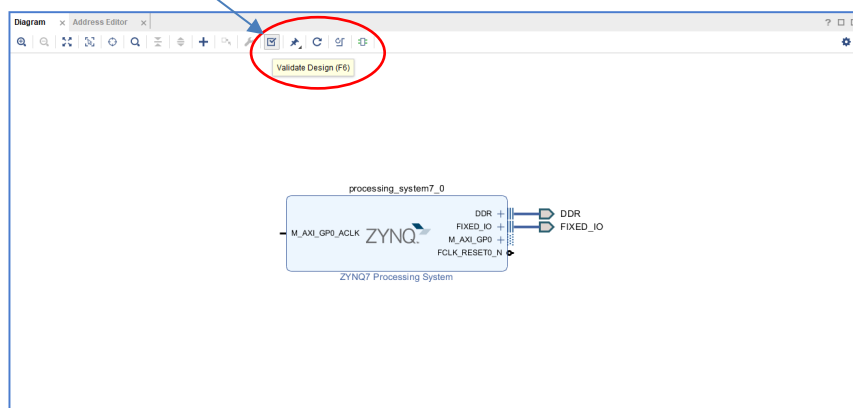 Diagram × Address Editor ×
? 
Validate Design (F6)
processing_system7_0
DDR
FIXED_IO
M_AXI_GP0_ACLK
ZYNQ
M_AXI_GP0
FCLK_RESET0_N
DDR
FIXED_IO
ZYNQ7 Processing System